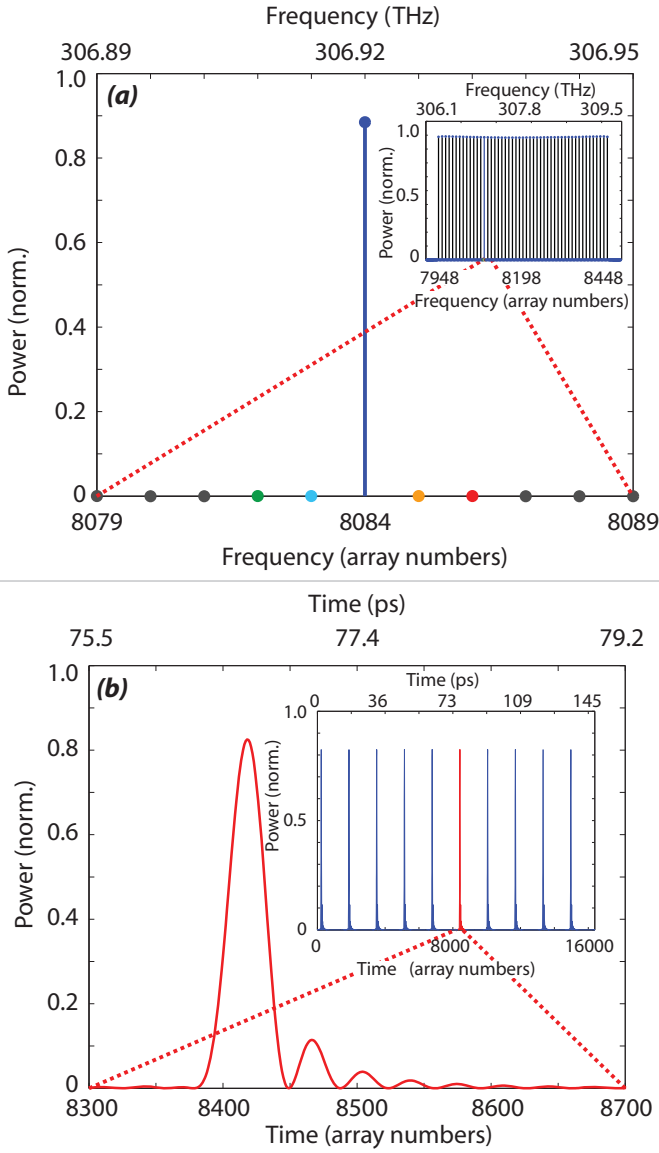 Frequency (THz)
306.89 306.92 306.95
1.0
(a)
Frequency
(THz)
306.1 307.8 309.5
1.0
0.5
0
Power (norm.)
7948 8198 8448
Frequency (array numbers)
0.8
0.6
0.4
0.2
0
Power (norm.)
8079 8084 8089
Frequency (array numbers)
Time (ps)
75.5 77.4 79.2
1.0
(b)
Time (ps)
0 36 73 109 145
1.0
0.5
0
Power (norm.)
0 8000 16000
Time (array numbers)
0.8
0.6
0.4
0.2
0
Power (norm.)
8300 8400 8500 8600 8700
Time (array numbers)